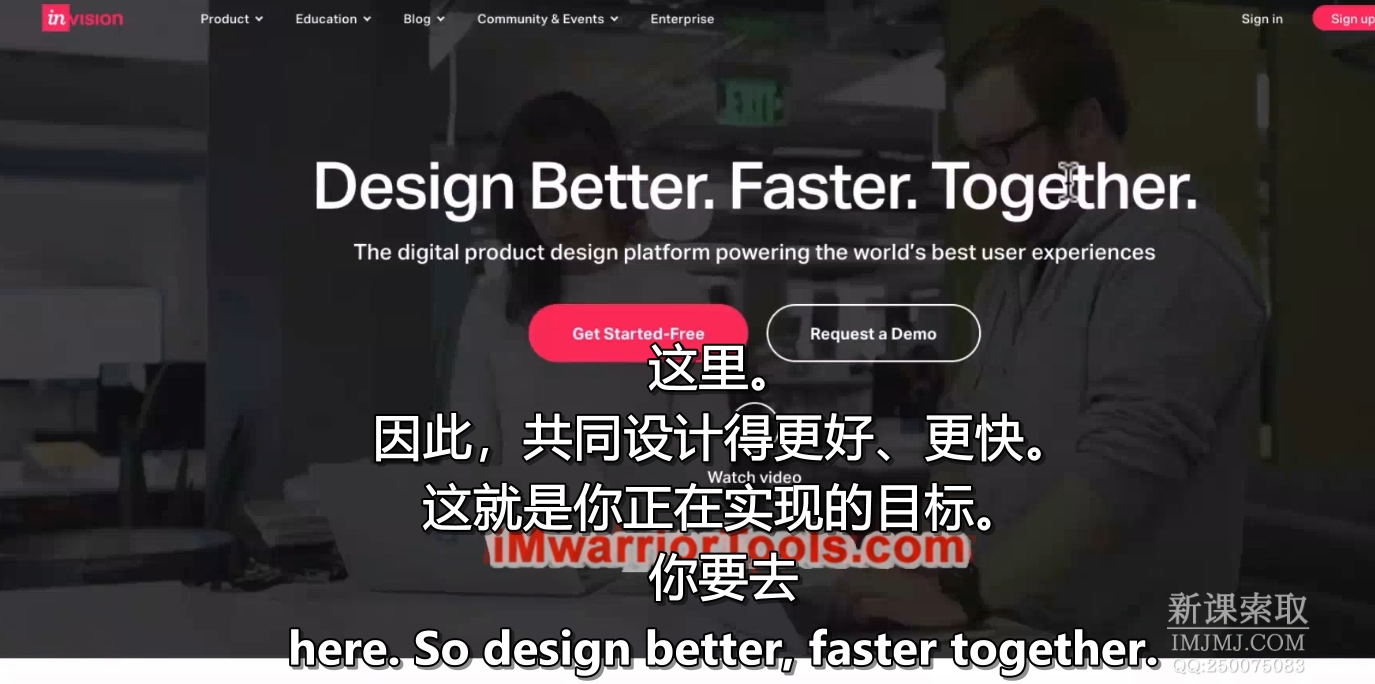 inVISION Product Education Blog Community & Events Enterprise Sign in Sign up
EXIT
Design Better. Faster. Together.
The digital product design platform powering the world's best user experiences
Get Started-Free Request a Demo
这里。
因此，共同设计得更好、更快。
Watch video
这就是你正在实现的目标。
iMwarriorTools.com
你要去
新课索取
IMJMJ.COM
here. So design better, faster together.
QQ:250075083